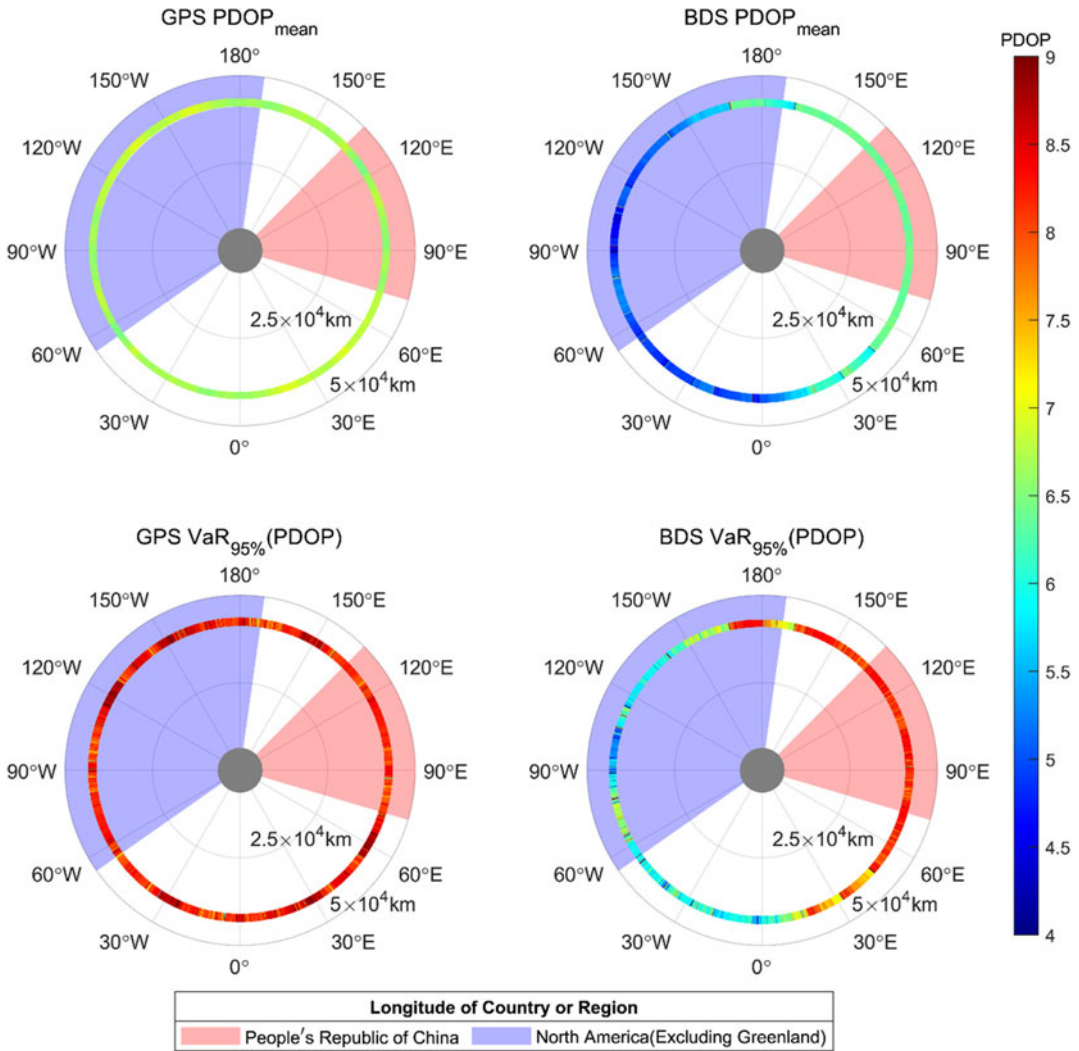 GPS PDOP_mean
180°
150°W
150°E
120°W
120°E
90°W
90°E
60°W
60°E
30°W
30°E
0°
2.5×10⁴km
5×10⁴km
BDS PDOP_mean
180°
150°W
150°E
120°W
120°E
90°W
90°E
60°W
60°E
30°W
30°E
0°
2.5×10⁴km
5×10⁴km
PDOP
9
8.5
8
7.5
7
6.5
6
5.5
5
4.5
4
GPS VaR_95%(PDOP)
180°
150°W
150°E
120°W
120°E
90°W
90°E
60°W
60°E
30°W
30°E
0°
2.5×10⁴km
5×10⁴km
BDS VaR_95%(PDOP)
180°
150°W
150°E
120°W
120°E
90°W
90°E
60°W
60°E
30°W
30°E
0°
2.5×10⁴km
5×10⁴km
Longitude of Country or Region
People's Republic of China
North America(Excluding Greenland)